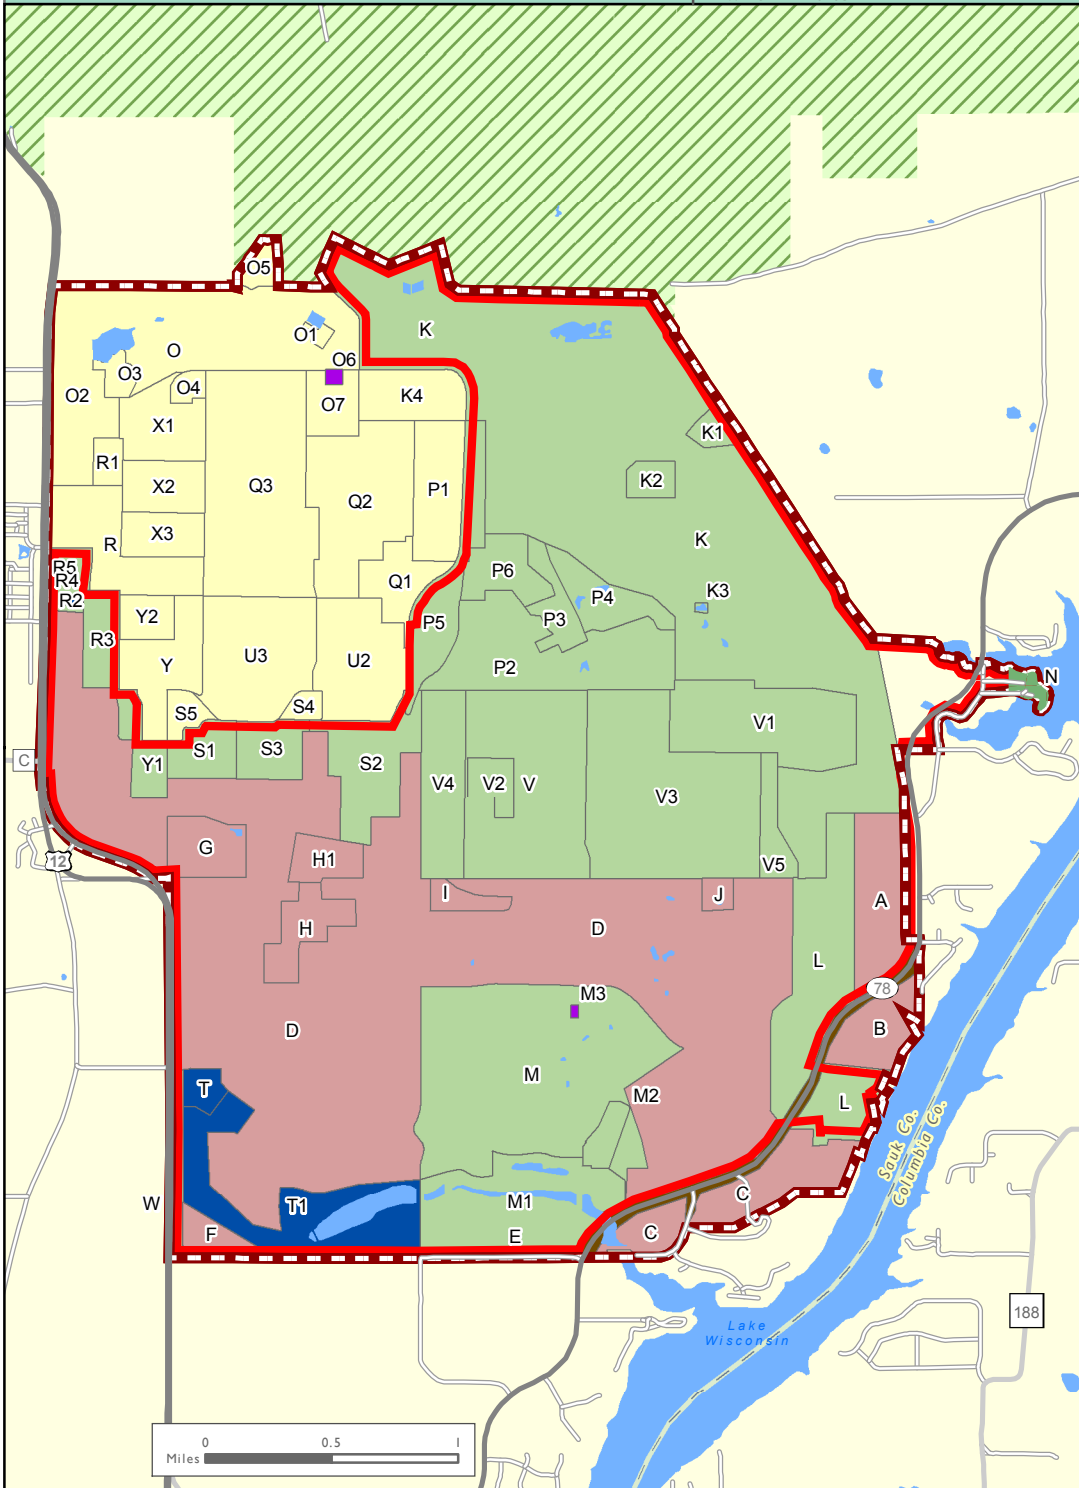 O5
K
O1
O
O6
O3
O4
O2
K4
O7
X1
K1
R1
K2
X2
Q3
P1
Q2
X3
K
R
R5
P6
R4
Q1
K3
P4
R2
Y2
P3
P5
R3
U3
U2
Y
P2
N
S4
S5
V1
S1
S3
C
Y1
S2
V4
V2
V
V3
G
H1
12
V5
I
J
A
H
D
L
78
M3
B
D
M
T
M2
L
Sauk Co.
Columbia Co.
C
W
T1
M1
F
E
C
188
Lake
Wisconsin
0 0.5 1
Miles